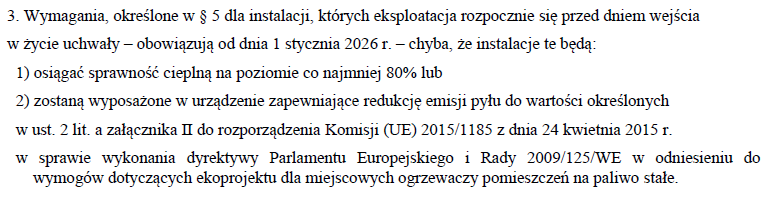 3. Wymagania, określone w § 5 dla instalacji, których eksploatacja rozpocznie się przed dniem wejścia
w życie uchwały – obowiązują od dnia 1 stycznia 2026 r. – chyba, że instalacje te będą:
1) osiągać sprawność cieplną na poziomie co najmniej 80% lub
2) zostaną wyposażone w urządzenie zapewniające redukcję emisji pyłu do wartości określonych
w ust. 2 lit. a załącznika II do rozporządzenia Komisji (UE) 2015/1185 z dnia 24 kwietnia 2015 r.
w sprawie wykonania dyrektywy Parlamentu Europejskiego i Rady 2009/125/WE w odniesieniu do
wymogów dotyczących ekoprojektu dla miejscowych ogrzewaczy pomieszczeń na paliwo stałe.